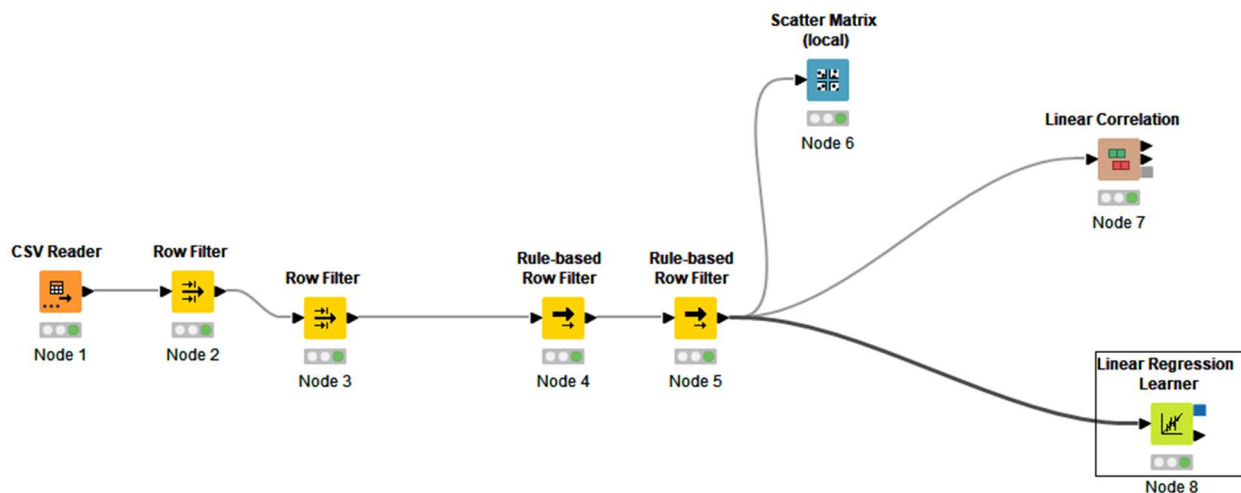 Scatter Matrix
(local)
Node 6
Linear Correlation
Node 7
CSV Reader
Node 1
Row Filter
Node 2
Row Filter
Node 3
Rule-based
Row Filter
Node 4
Rule-based
Row Filter
Node 5
Linear Regression
Learner
Node 8